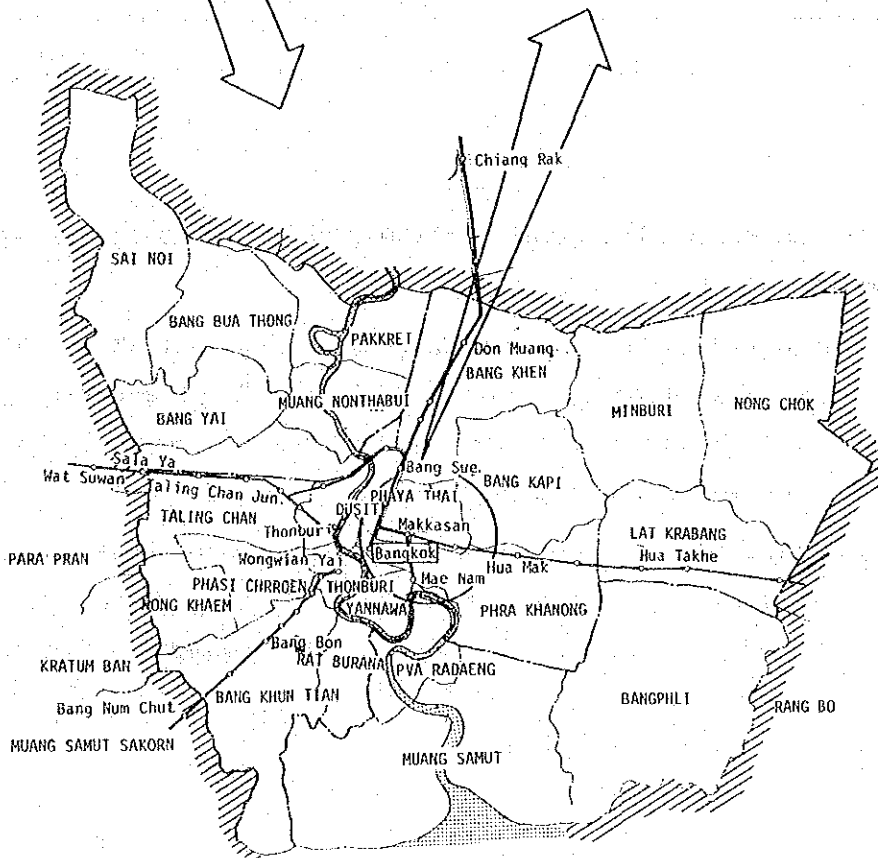 Chiang Rak
SAI NOI
BANG BUA THONG
PAKKRET
Don Muang
BANG KHEN
MUANG NONTHABUI
MINBURI
NONG CHOK
BANG YAI
Sala Ya
Wat Suwan
Taling Chan Jun.
Bang Sue.
BANG KAPI
PHAYA THAI
DUSIT
TALING CHAN
Thonburi
Makkasan
LAT KRABANG
Hua Takhe
PARA PRAN
Wongwian Yai
Bangkok
Hua Mak
PHASI CHRROEN
THONBURI
Mae Nam
NONG KHAEM
YANNAWA
PHRA KHANONG
Bang Bon
KRATUM BAN
RAT BURANA
PVA RADAENG
BANG KHUN TIAN
BANGPHLI
RANG BO
Bang Num Chut
MUANG SAMUT SAKORN
MUANG SAMUT